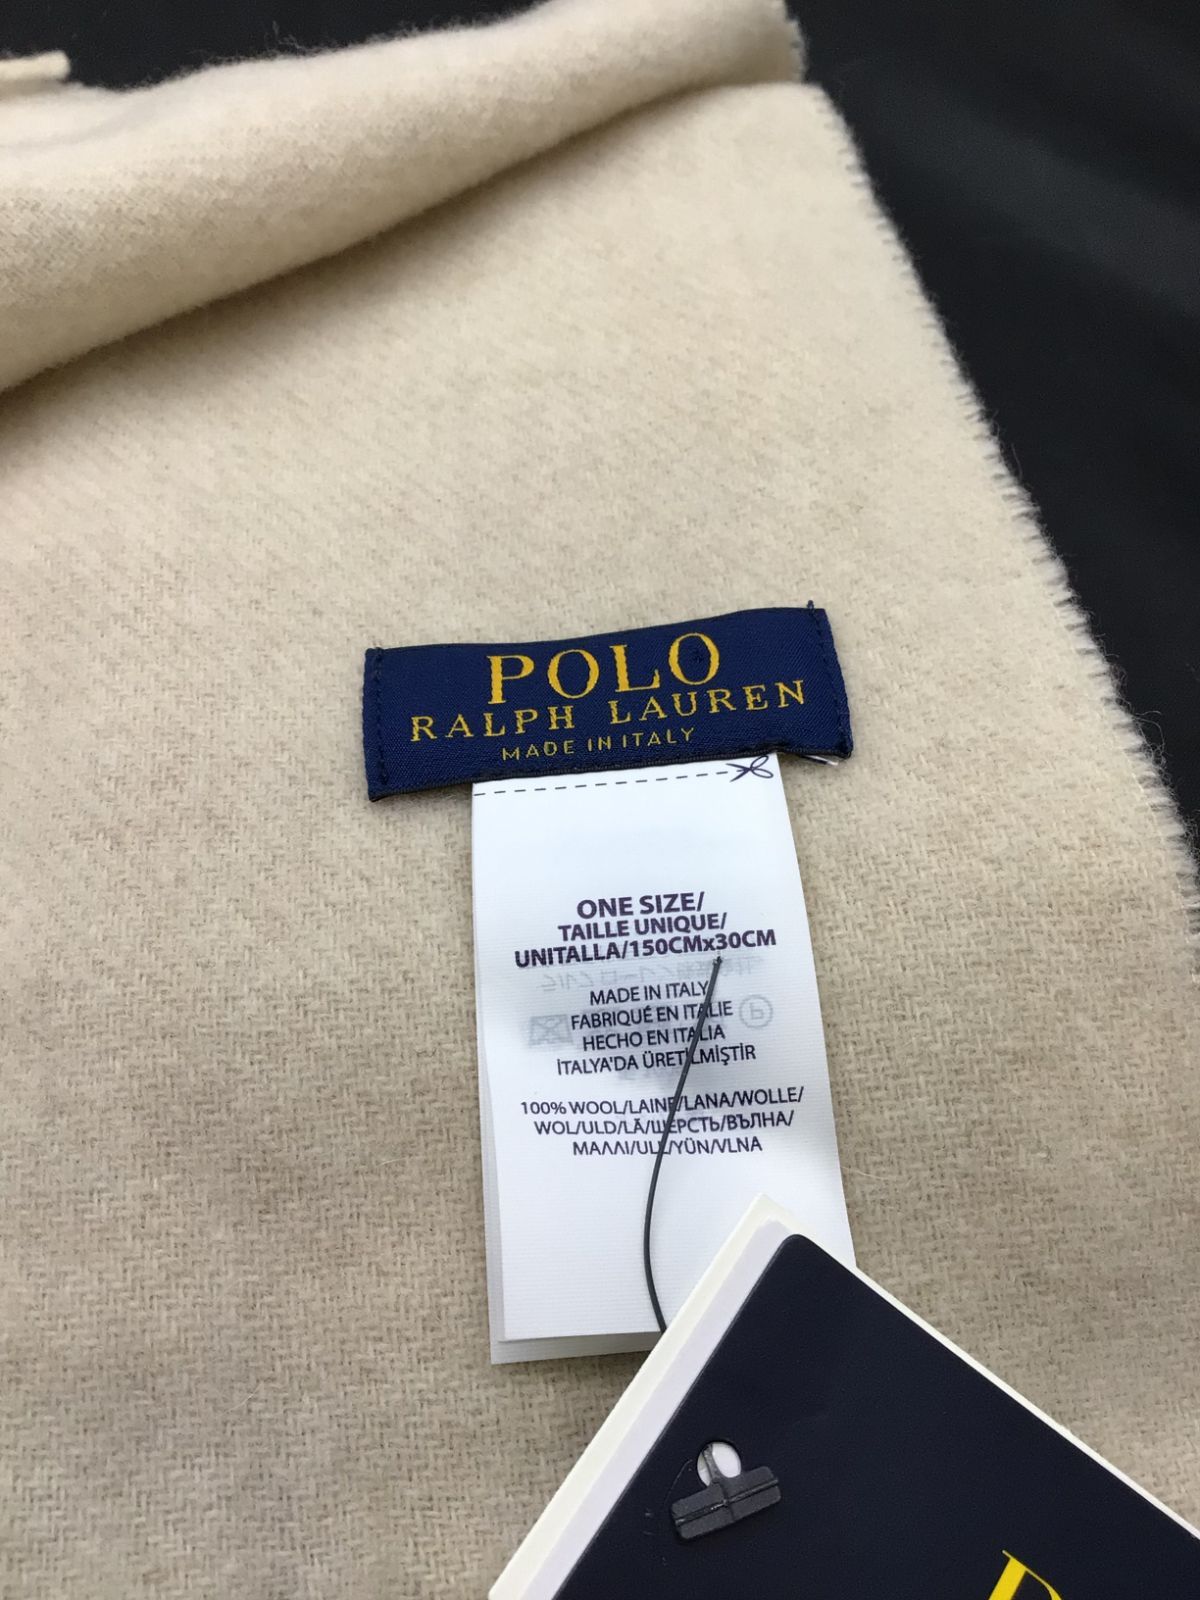 POLO
RALPH LAUREN
MADE IN ITALY
ONE SIZE/
TAILLE UNIQUE/
UNITALLA/150CMx30CM
MADE IN ITALY
FABRIQUÉ EN ITALIE
HECHO EN ITALIA
İTALYA'DA ÜRETİLMİŞTİR
100% WOOL/LAINE/LANA/WOLLE/
WOL/ULD/LÃ/ШЕРСТЬ/ВЪЛНА/
ΜΑΛΛΙ/ULL/YÜN/VLNA